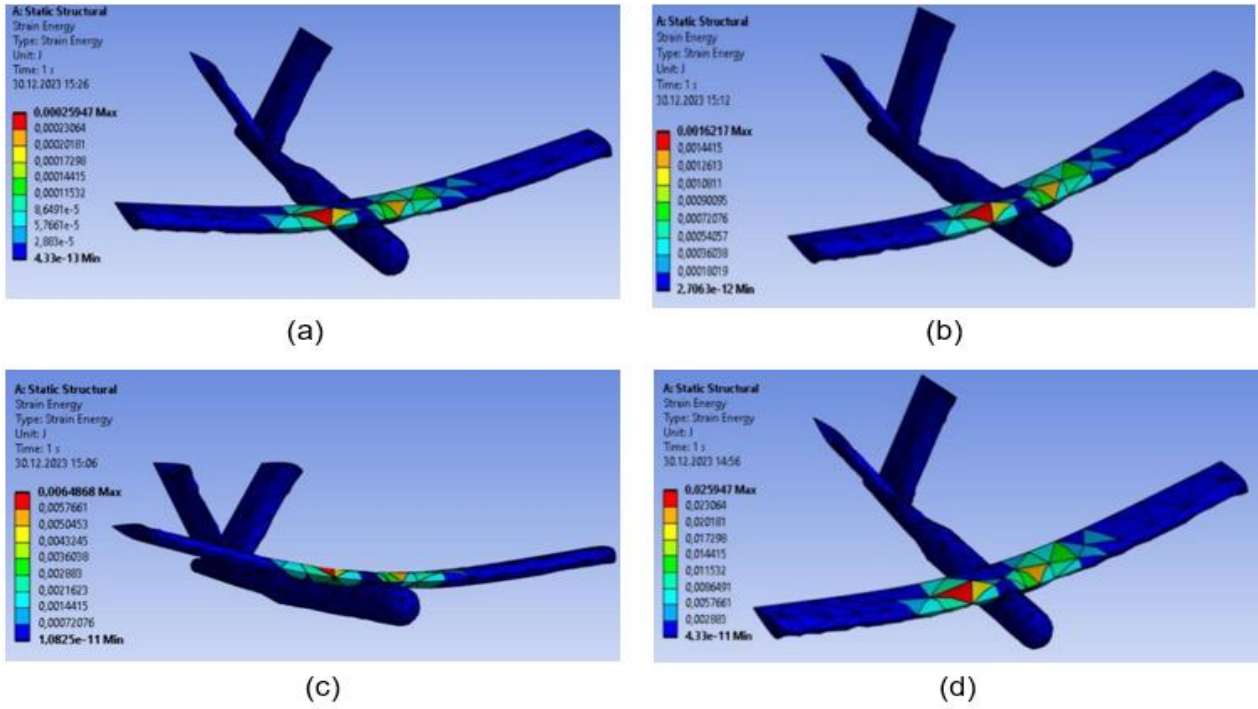 A: Static Structural
Strain Energy
Type: Strain Energy
Unit: J
Time: 1 s
30.12.2023 15:26
0,00025947 Max
0,00023064
0,00020181
0,00017298
0,00014415
0,00011532
8,6491e-5
5,7661e-5
2,883e-5
4,33e-13 Min
(a)
A: Static Structural
Strain Energy
Type: Strain Energy
Unit: J
Time: 1 s
30.12.2023 15:12
0,0016217 Max
0,0014415
0,0012613
0,0010811
0,00090095
0,00072076
0,00054057
0,00036038
0,00018019
2,7063e-12 Min
(b)
A: Static Structural
Strain Energy
Type: Strain Energy
Unit: J
Time: 1 s
30.12.2023 15:06
0,0064868 Max
0,0057661
0,0050453
0,0043245
0,0036038
0,002883
0,0021623
0,0014415
0,00072076
1,0825e-11 Min
(c)
A: Static Structural
Strain Energy
Type: Strain Energy
Unit: J
Time: 1 s
30.12.2023 14:56
0,025947 Max
0,023064
0,020181
0,017298
0,014415
0,011532
0,0086491
0,0057661
0,002883
4,33e-11 Min
(d)